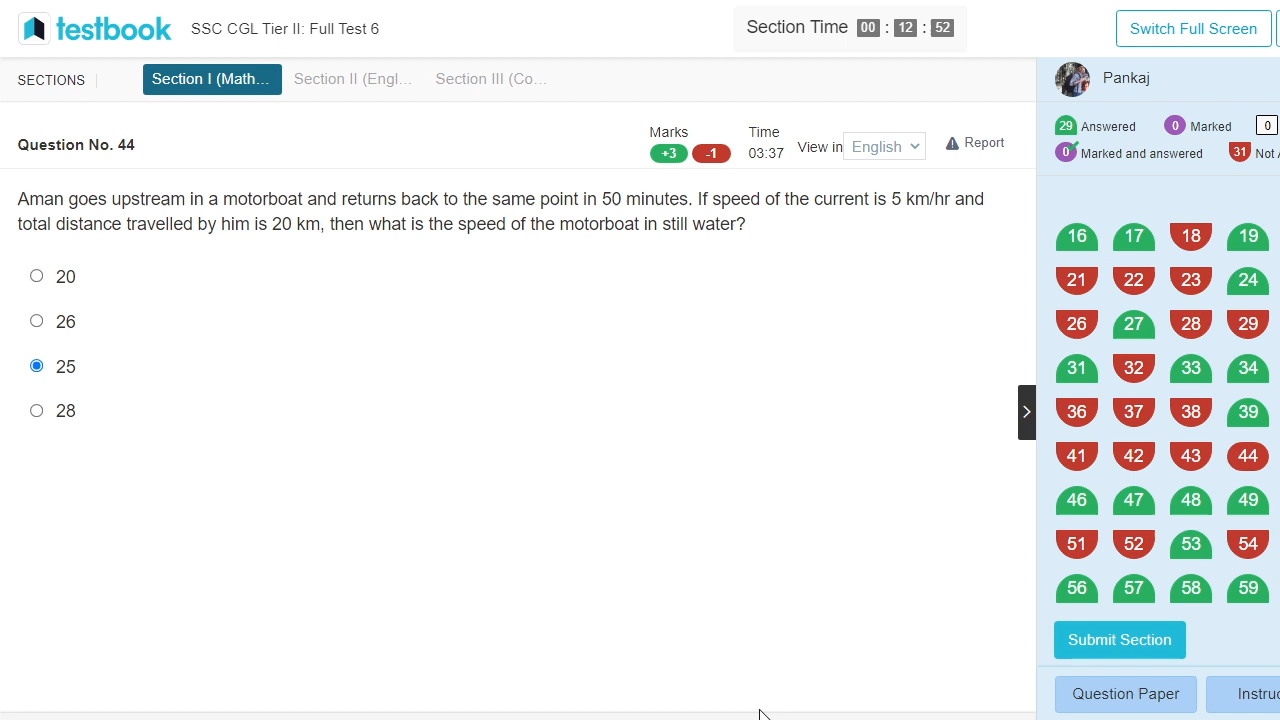 testbook
SSC CGL Tier II: Full Test 6
Section Time 00 : 12 : 52
Switch Full Screen
SECTIONS
Section I (Math...
Section II (Engl...
Section III (Co...
Pankaj
29 Answered
0 Marked
0
0 Marked and answered
31 Not
Question No. 44
Marks
+3 -1
Time
03:37
View in English
Report
Aman goes upstream in a motorboat and returns back to the same point in 50 minutes. If speed of the current is 5 km/hr and
total distance travelled by him is 20 km, then what is the speed of the motorboat in still water?
20
26
25
28
16 17 18 19
21 22 23 24
26 27 28 29
31 32 33 34
36 37 38 39
41 42 43 44
46 47 48 49
51 52 53 54
56 57 58 59
Submit Section
Question Paper
Instruc